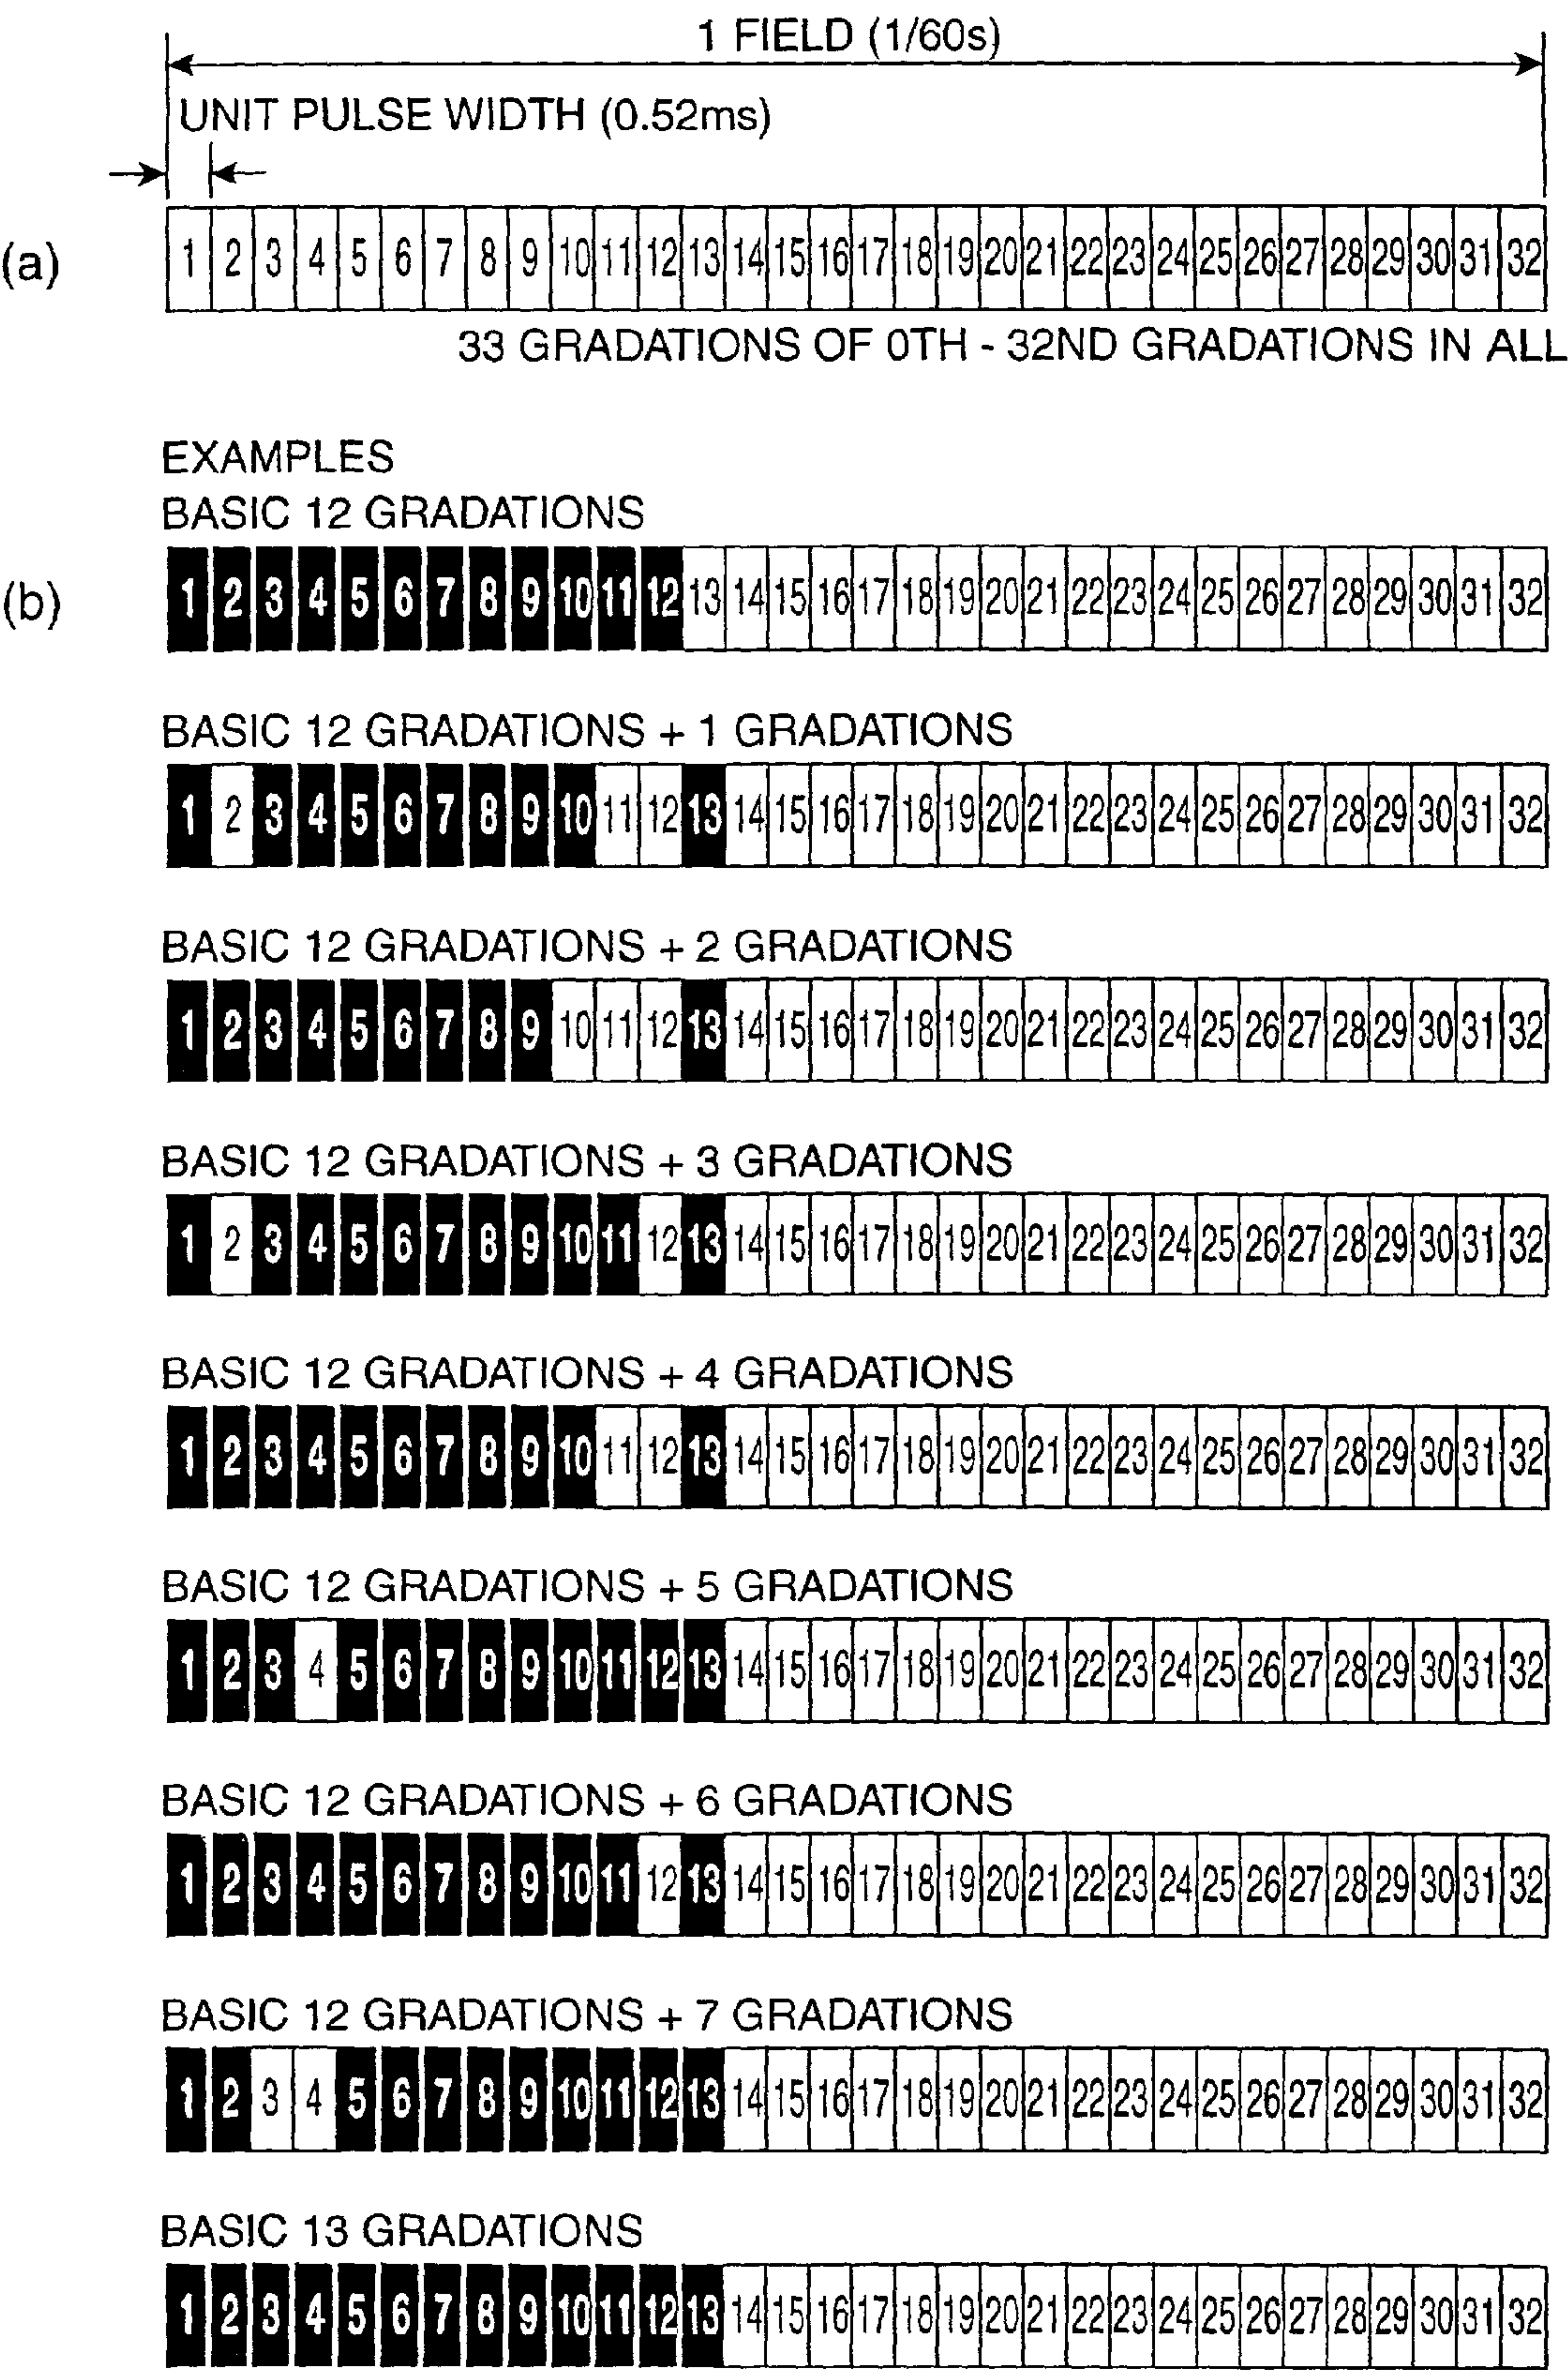 1 FIELD (1/60s)
UNIT PULSE WIDTH (0.52ms)
(a) 1 2 3 4 5 6 7 8 9 10 11 12 13 14 15 16 17 18 19 20 21 22 23 24 25 26 27 28 29 30 31 32
33 GRADATIONS OF 0TH - 32ND GRADATIONS IN ALL
EXAMPLES
BASIC 12 GRADATIONS
(b) 1 2 3 4 5 6 7 8 9 10 11 12 13 14 15 16 17 18 19 20 21 22 23 24 25 26 27 28 29 30 31 32
BASIC 12 GRADATIONS + 1 GRADATIONS
1 2 3 4 5 6 7 8 9 10 11 12 13 14 15 16 17 18 19 20 21 22 23 24 25 26 27 28 29 30 31 32
BASIC 12 GRADATIONS + 2 GRADATIONS
1 2 3 4 5 6 7 8 9 10 11 12 13 14 15 16 17 18 19 20 21 22 23 24 25 26 27 28 29 30 31 32
BASIC 12 GRADATIONS + 3 GRADATIONS
1 2 3 4 5 6 7 8 9 10 11 12 13 14 15 16 17 18 19 20 21 22 23 24 25 26 27 28 29 30 31 32
BASIC 12 GRADATIONS + 4 GRADATIONS
1 2 3 4 5 6 7 8 9 10 11 12 13 14 15 16 17 18 19 20 21 22 23 24 25 26 27 28 29 30 31 32
BASIC 12 GRADATIONS + 5 GRADATIONS
1 2 3 4 5 6 7 8 9 10 11 12 13 14 15 16 17 18 19 20 21 22 23 24 25 26 27 28 29 30 31 32
BASIC 12 GRADATIONS + 6 GRADATIONS
1 2 3 4 5 6 7 8 9 10 11 12 13 14 15 16 17 18 19 20 21 22 23 24 25 26 27 28 29 30 31 32
BASIC 12 GRADATIONS + 7 GRADATIONS
1 2 3 4 5 6 7 8 9 10 11 12 13 14 15 16 17 18 19 20 21 22 23 24 25 26 27 28 29 30 31 32
BASIC 13 GRADATIONS
1 2 3 4 5 6 7 8 9 10 11 12 13 14 15 16 17 18 19 20 21 22 23 24 25 26 27 28 29 30 31 32